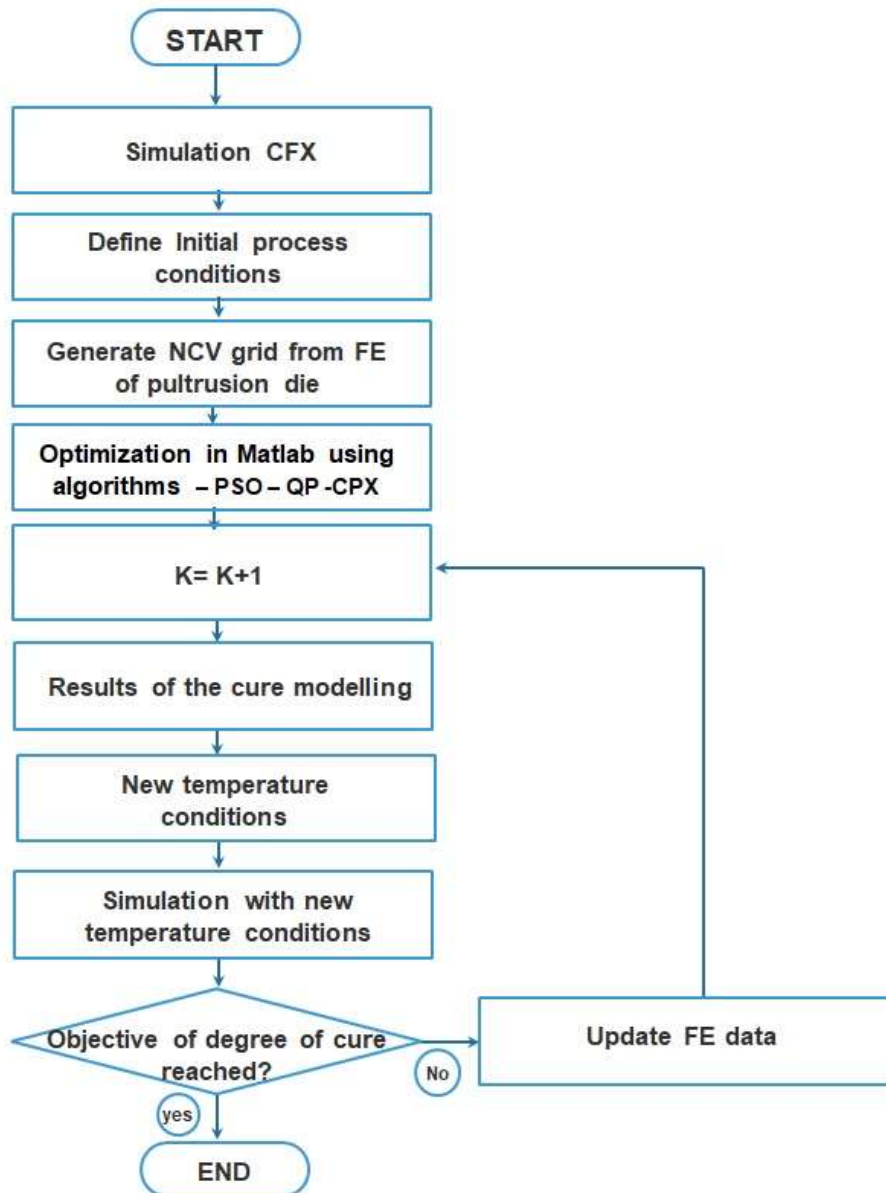 START
Simulation CFX
Define Initial process
conditions
Generate NCV grid from FE
of pultrusion die
Optimization in Matlab using
algorithms – PSO – QP -CPX
K= K+1
Results of the cure modelling
New temperature
conditions
Simulation with new
temperature conditions
Objective of degree of cure
reached?
No
Update FE data
yes
END